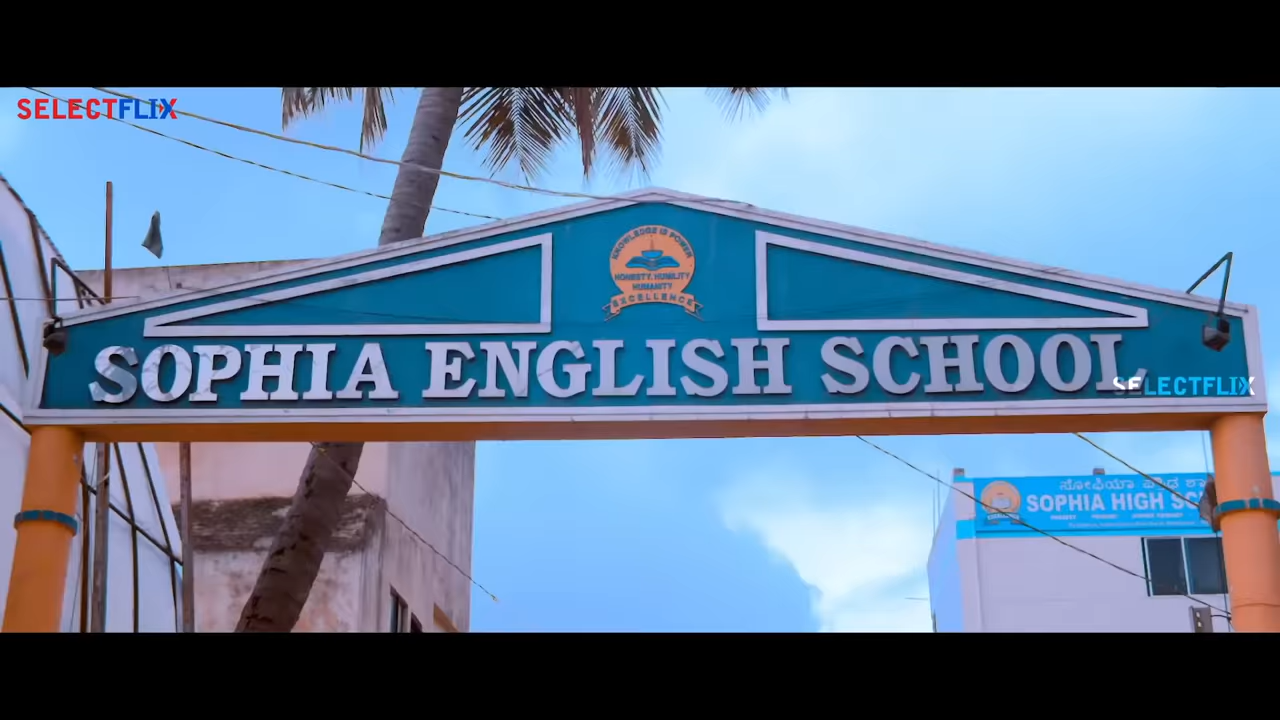 SELECTFLIX
KNOWLEDGE IS POWER
HONESTY. HUMILITY
HUMANITY
EXCELLENCE
SOPHIA ENGLISH SCHOOL
SELECTFLIX
ಸೋಫಿಯಾ
SOPHIA HIGH SC